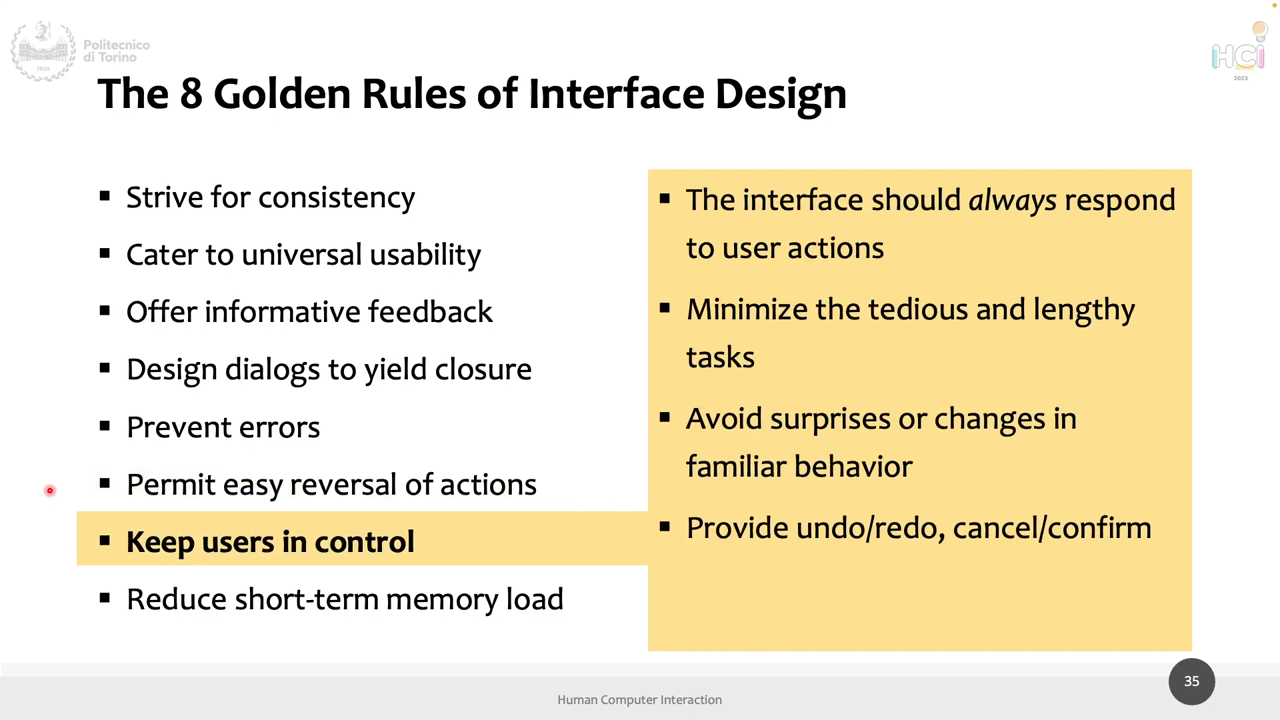 Politecnico
di Torino
1859
HCI
2023
The 8 Golden Rules of Interface Design
▪ Strive for consistency
▪ Cater to universal usability
▪ Offer informative feedback
▪ Design dialogs to yield closure
▪ Prevent errors
▪ Permit easy reversal of actions
▪ Keep users in control
▪ Reduce short-term memory load
▪ The interface should always respond
to user actions
▪ Minimize the tedious and lengthy
tasks
▪ Avoid surprises or changes in
familiar behavior
▪ Provide undo/redo, cancel/confirm
Human Computer Interaction
35